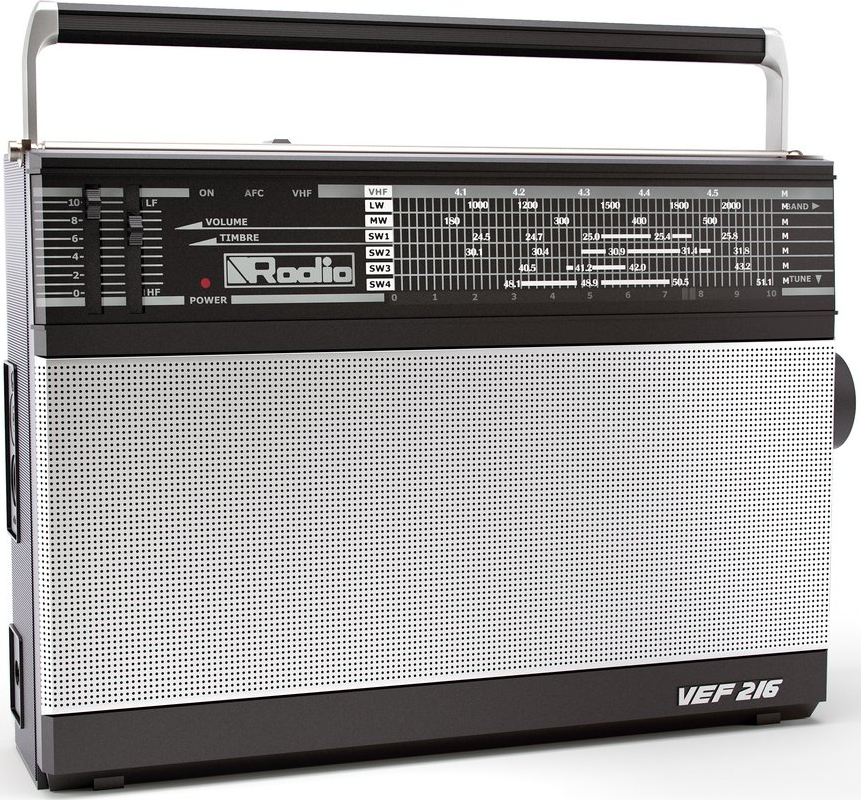 ON AFC VHF
VHF 4.1 4.2 4.3 4.4 4.5 M
10 LF
LW 1000 1200 1500 1800 2000 M BAND
8 VOLUME
MW 180 300 400 500 M
6 TIMBRE
SW1 24.5 24.7 25.0 25.4 25.8 M
4
SW2 30.1 30.4 30.9 31.4 31.8 M
2 Radio
SW3 40.5 41.2 42.0 43.2 M
0 HF
SW4 48.1 48.9 50.5 51.1 M TUNE
POWER
0 1 2 3 4 5 6 7 8 9 10
VEF 216